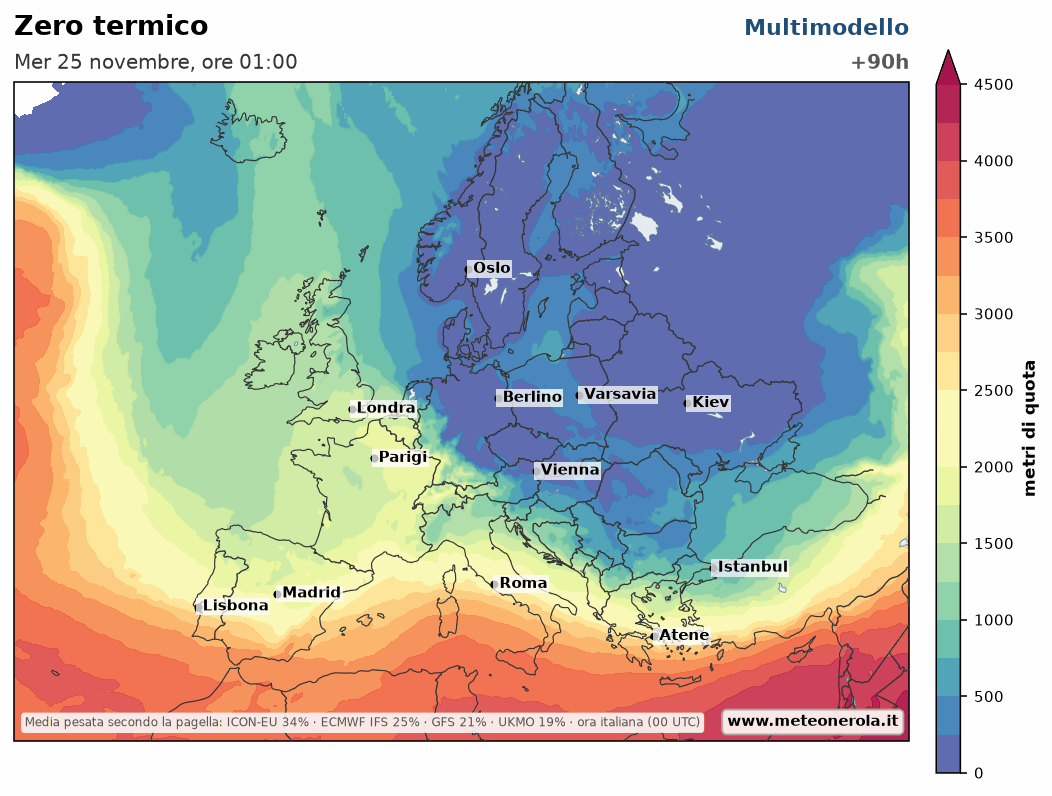 Zero termico
Multimodello
Mer 25 novembre, ore 01:00
+90h
4500
4000
3500
3000
2500
2000
1500
1000
500
0
metri di quota
Oslo
Berlino
Varsavia
Kiev
Londra
Parigi
Vienna
Istanbul
Roma
Madrid
Lisbona
Atene
Media pesata secondo la pagella: ICON-EU 34% · ECMWF IFS 25% · GFS 21% · UKMO 19% · ora italiana (00 UTC)
www.meteonerola.it